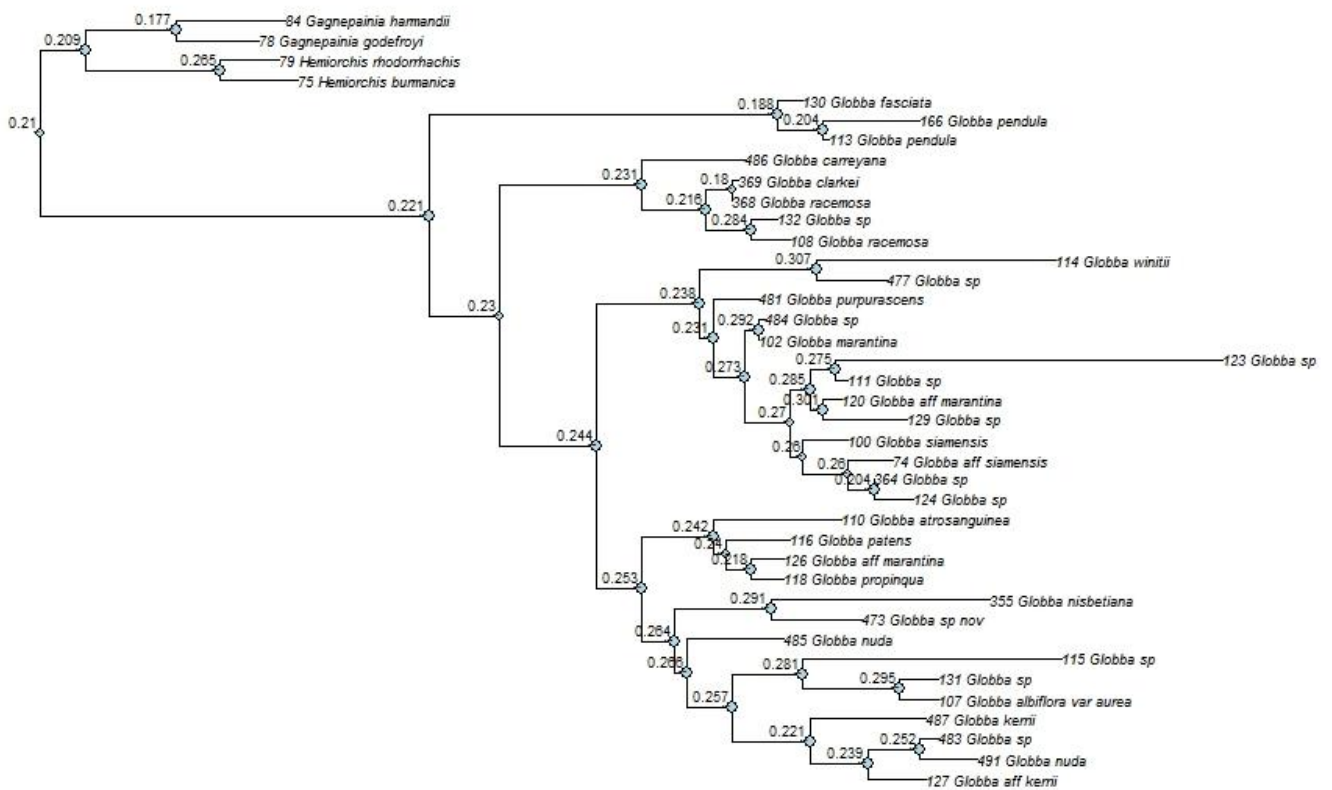 0.177
84 Gagnepainia harmandii
0.209
78 Gagnepainia godefroyi
0.265
79 Hemiorchis rhodorrhachis
75 Hemiorchis burmanica
0.21
0.188
130 Globba fasciata
0.204
166 Globba pendula
113 Globba pendula
0.221
0.231
486 Globba carreyana
0.18
369 Globba clarkei
0.216
368 Globba racemosa
0.284
132 Globba sp
108 Globba racemosa
0.23
0.307
114 Globba winitii
477 Globba sp
0.238
481 Globba purpurascens
0.231
0.292
484 Globba sp
102 Globba marantina
0.273
0.275
123 Globba sp
111 Globba sp
0.285
0.301
120 Globba aff marantina
129 Globba sp
0.27
100 Globba siamensis
0.26
0.26
74 Globba aff siamensis
0.204
364 Globba sp
124 Globba sp
0.244
0.242
110 Globba atrosanguinea
0.24
116 Globba patens
0.218
126 Globba aff marantina
118 Globba propinqua
0.253
0.291
355 Globba nisbetiana
473 Globba sp nov
0.264
485 Globba nuda
0.266
0.281
115 Globba sp
0.295
131 Globba sp
107 Globba albiflora var aurea
0.257
0.221
487 Globba kerrii
0.252
483 Globba sp
0.239
491 Globba nuda
127 Globba aff kerrii